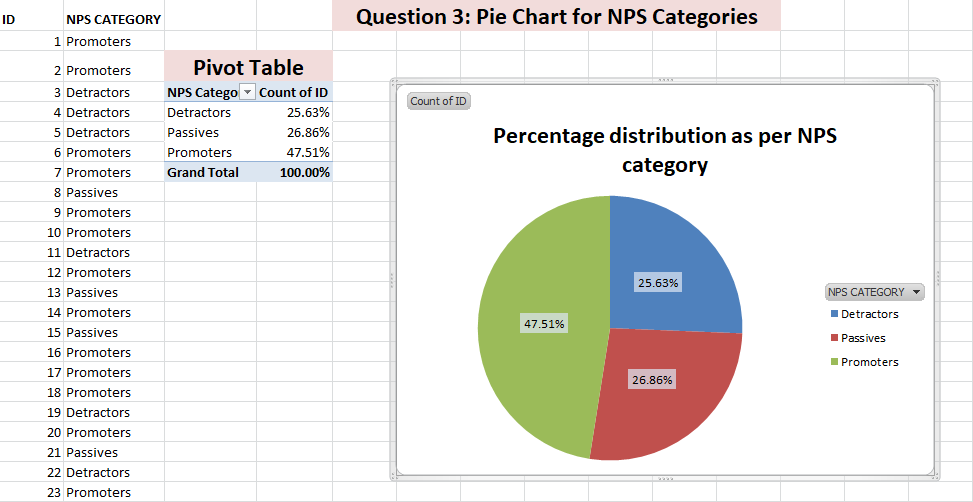 Question 3: Pie Chart for NPS Categories
ID NPS CATEGORY
1 Promoters
2 Promoters
3 Detractors
4 Detractors
5 Detractors
6 Promoters
7 Promoters
8 Passives
9 Promoters
10 Promoters
11 Detractors
12 Promoters
13 Passives
14 Promoters
15 Passives
16 Promoters
17 Promoters
18 Promoters
19 Detractors
20 Promoters
21 Passives
22 Detractors
23 Promoters
Pivot Table
NPS Catego Count of ID
Detractors 25.63%
Passives 26.86%
Promoters 47.51%
Grand Total 100.00%
Count of ID
Percentage distribution as per NPS
category
25.63%
47.51%
26.86%
NPS CATEGORY
Detractors
Passives
Promoters